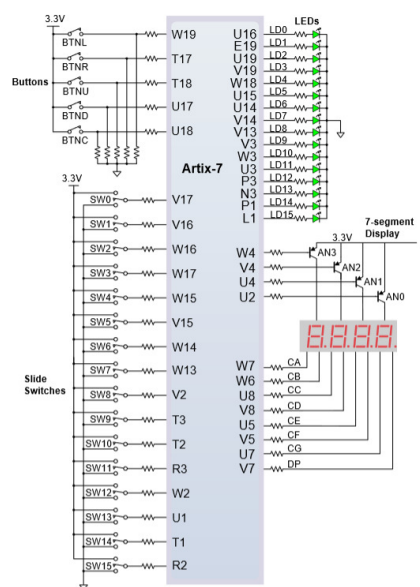 3.3V
BTNL
BTNR
BTNU
BTND
BTNC
Buttons
W19
T17
T18
U17
U18
Artix-7
LEDs
U16 LD0
E19 LD1
U19 LD2
V19 LD3
W18 LD4
U15 LD5
U14 LD6
V14 LD7
V13 LD8
V3 LD9
W3 LD10
U3 LD11
P3 LD12
N3 LD13
P1 LD14
L1 LD15
3.3V
SW0 V17
SW1 V16
SW2 W16
SW3 W17
SW4 W15
SW5 V15
SW6 W14
SW7 W13
SW8 V2
SW9 T3
SW10 T2
SW11 R3
SW12 W2
SW13 U1
SW14 T1
SW15 R2
Slide
Switches
7-segment
Display
3.3V
W4 AN3
V4 AN2
U4 AN1
U2 AN0
8.8.8.8.
W7 CA
W6 CB
U8 CC
V8 CD
U5 CE
V5 CF
U7 CG
V7 DP